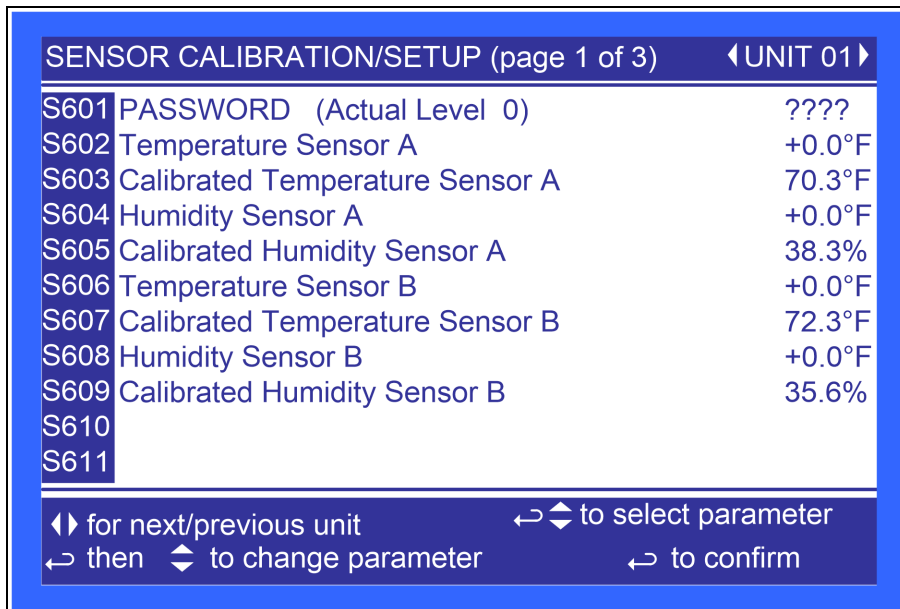 SENSOR CALIBRATION/SETUP (page 1 of 3) UNIT 01
S601 PASSWORD (Actual Level 0) ????
S602 Temperature Sensor A +0.0°F
S603 Calibrated Temperature Sensor A 70.3°F
S604 Humidity Sensor A +0.0°F
S605 Calibrated Humidity Sensor A 38.3%
S606 Temperature Sensor B +0.0°F
S607 Calibrated Temperature Sensor B 72.3°F
S608 Humidity Sensor B +0.0°F
S609 Calibrated Humidity Sensor B 35.6%
S610
S611
for next/previous unit to select parameter
then to change parameter to confirm